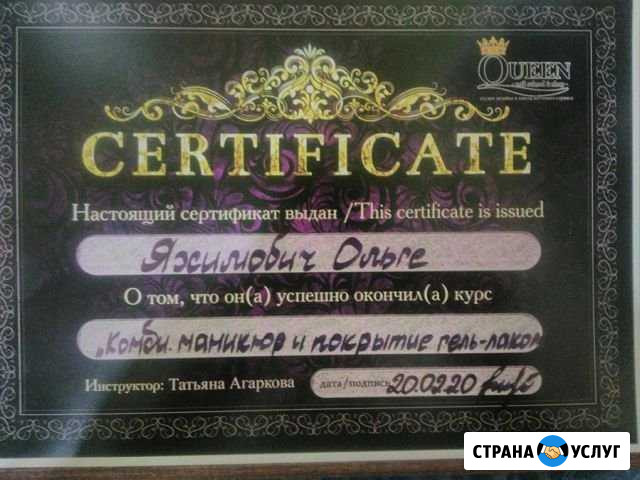 QUEEN
CERTIFICATE
Настоящий сертификат выдан /This certificate is issued
Яхимович Ольге
О том, что он(а) успешно окончил(а) курс
„Комби. маникюр и покрытие гель-лаком
Инструктор: Татьяна Агаркова
дата/подпись 20.02.20
СТРАНА УСЛУГ